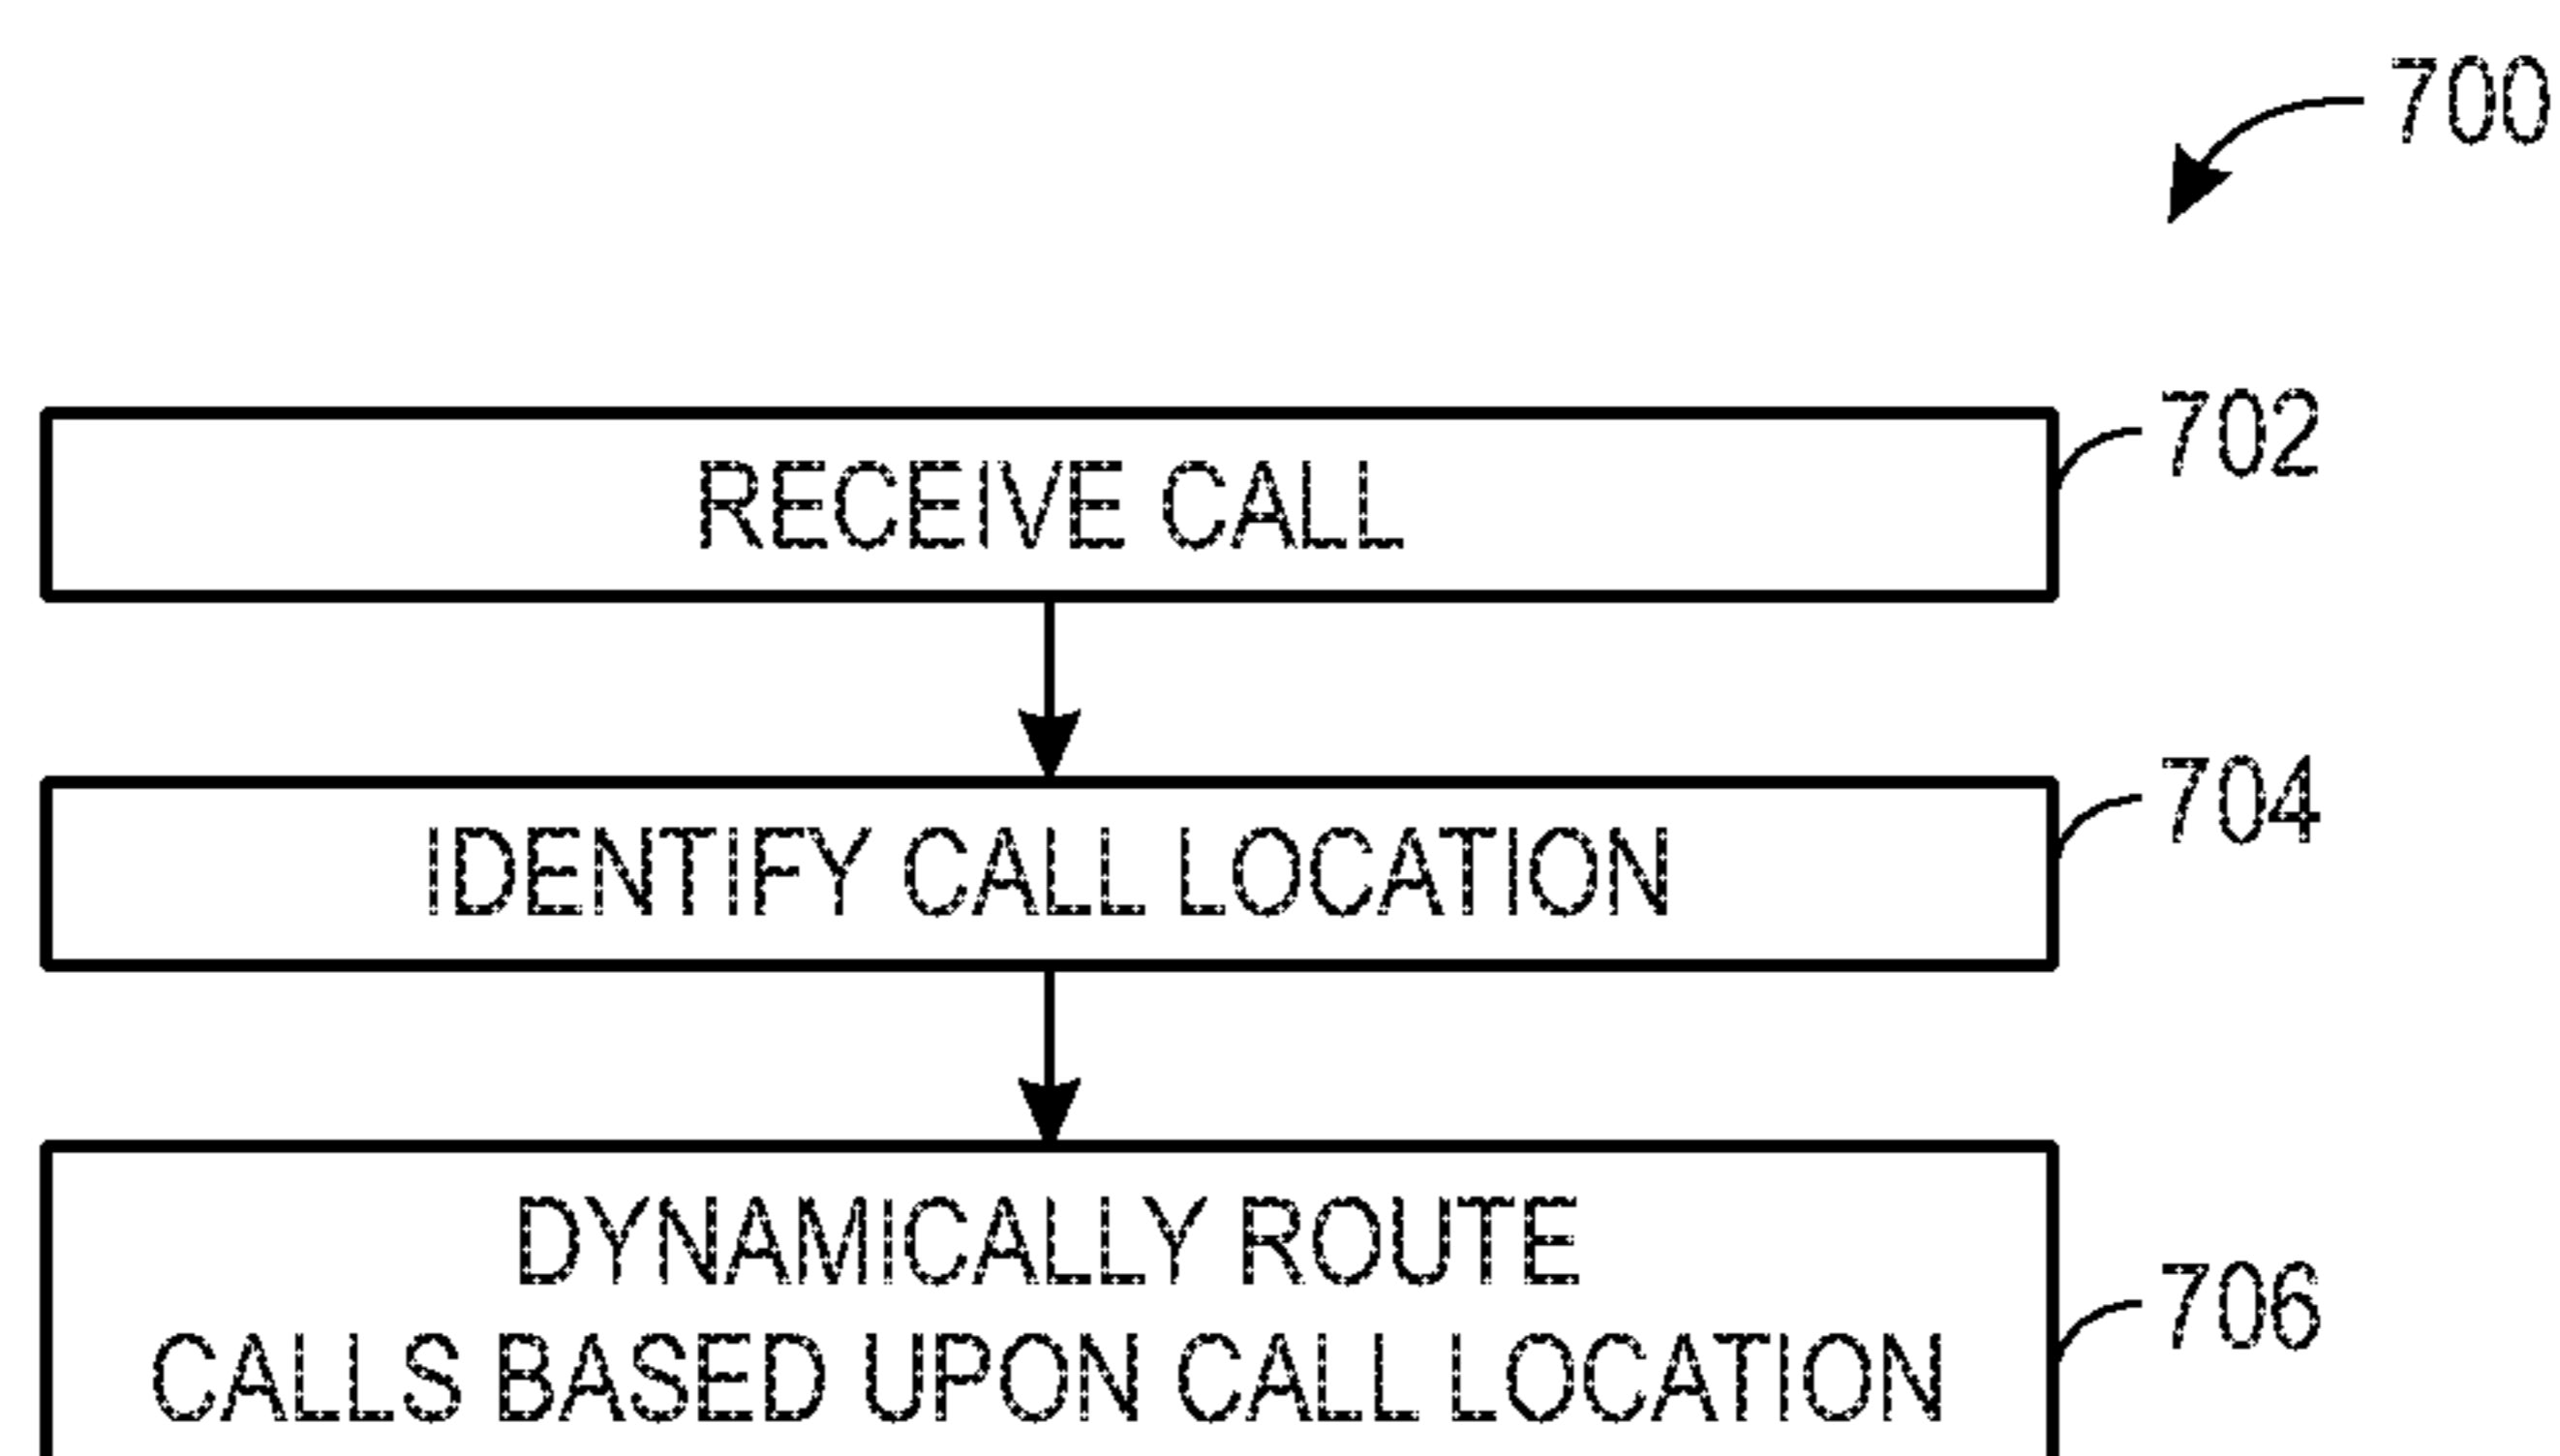 700
RECEIVE CALL
702
IDENTIFY CALL LOCATION
704
DYNAMICALLY ROUTE
CALLS BASED UPON CALL LOCATION
706